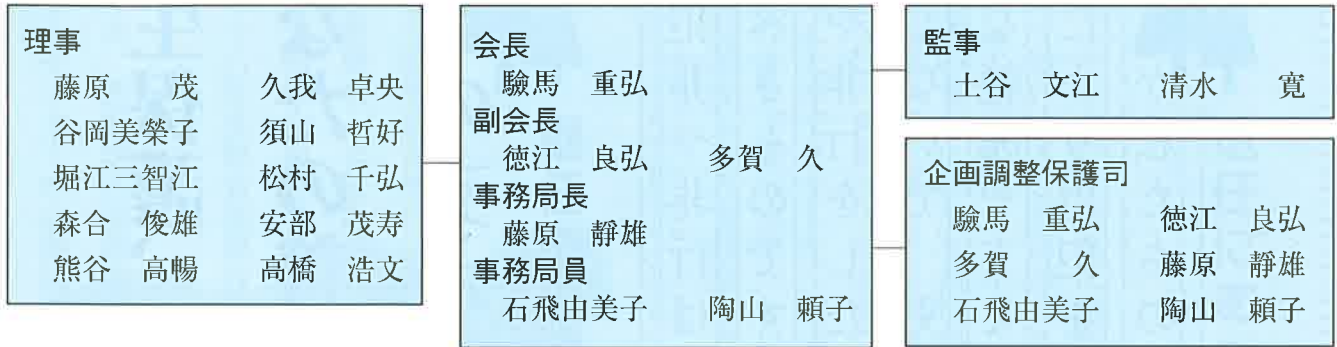 理事
藤原　茂　久我　卓央
谷岡美榮子　須山　哲好
堀江三智江　松村　千弘
森合　俊雄　安部　茂寿
熊谷　高暢　高橋　浩文
会長
驗馬　重弘
副会長
徳江　良弘　多賀　久
事務局長
藤原　靜雄
事務局員
石飛由美子　陶山　頼子
監事
土谷　文江　清水　寛
企画調整保護司
驗馬　重弘　徳江　良弘
多賀　久　藤原　靜雄
石飛由美子　陶山　頼子